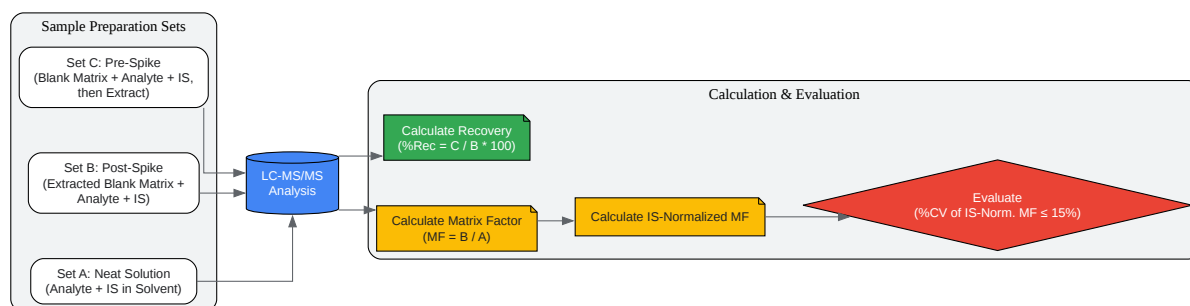 Sample Preparation Sets
Set C: Pre-Spike
(Blank Matrix + Analyte + IS,
then Extract)
Set B: Post-Spike
(Extracted Blank Matrix +
Analyte + IS)
Set A: Neat Solution
(Analyte + IS in Solvent)
LC-MS/MS
Analysis
Calculation & Evaluation
Calculate Recovery
(%Rec = C / B * 100)
Calculate Matrix Factor
(MF = B / A)
Calculate IS-Normalized MF
Evaluate
(%CV of IS-Norm. MF ≤ 15%)